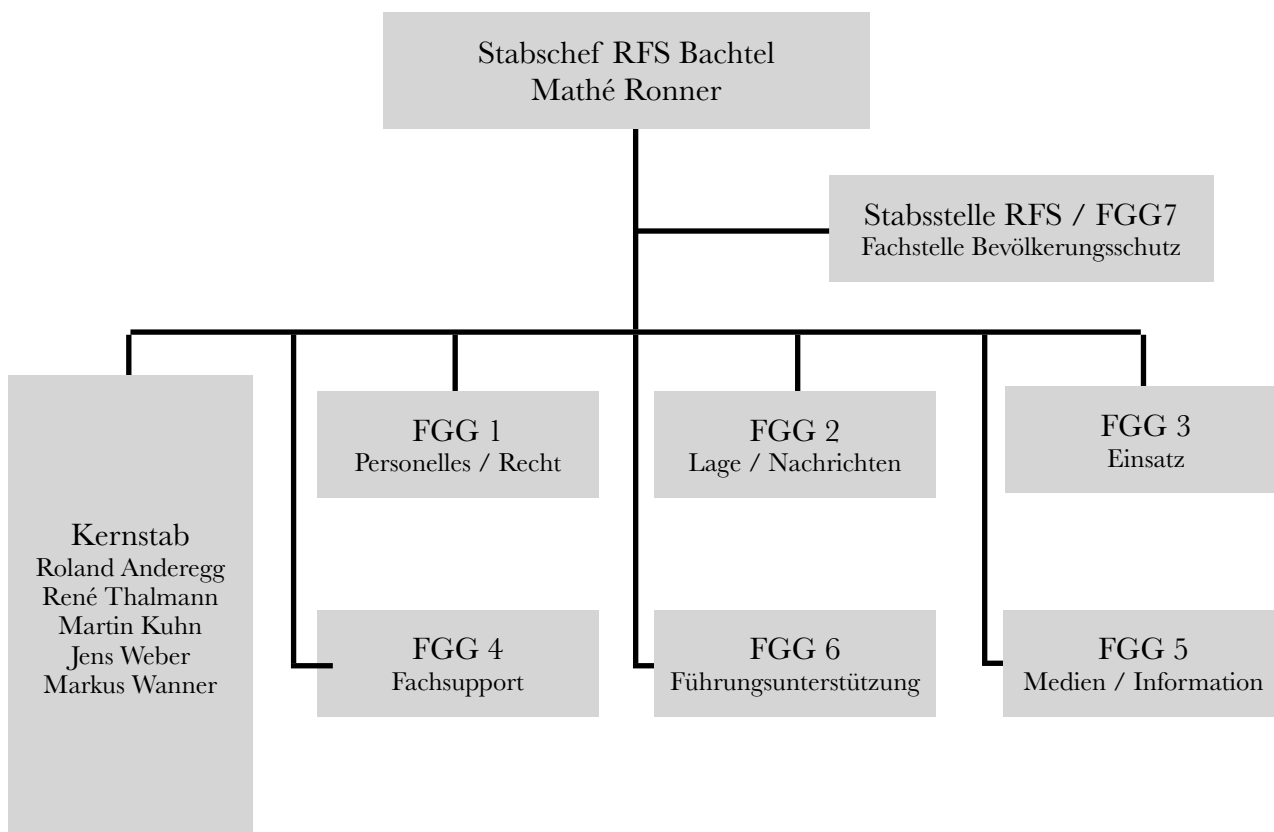 Stabschef RFS Bachtel
Mathé Ronner
Stabsstelle RFS / FGG7
Fachstelle Bevölkerungsschutz
Kernstab
Roland Anderegg
René Thalmann
Martin Kuhn
Jens Weber
Markus Wanner
FGG 1
Personelles / Recht
FGG 2
Lage / Nachrichten
FGG 3
Einsatz
FGG 4
Fachsupport
FGG 6
Führungsunterstützung
FGG 5
Medien / Information